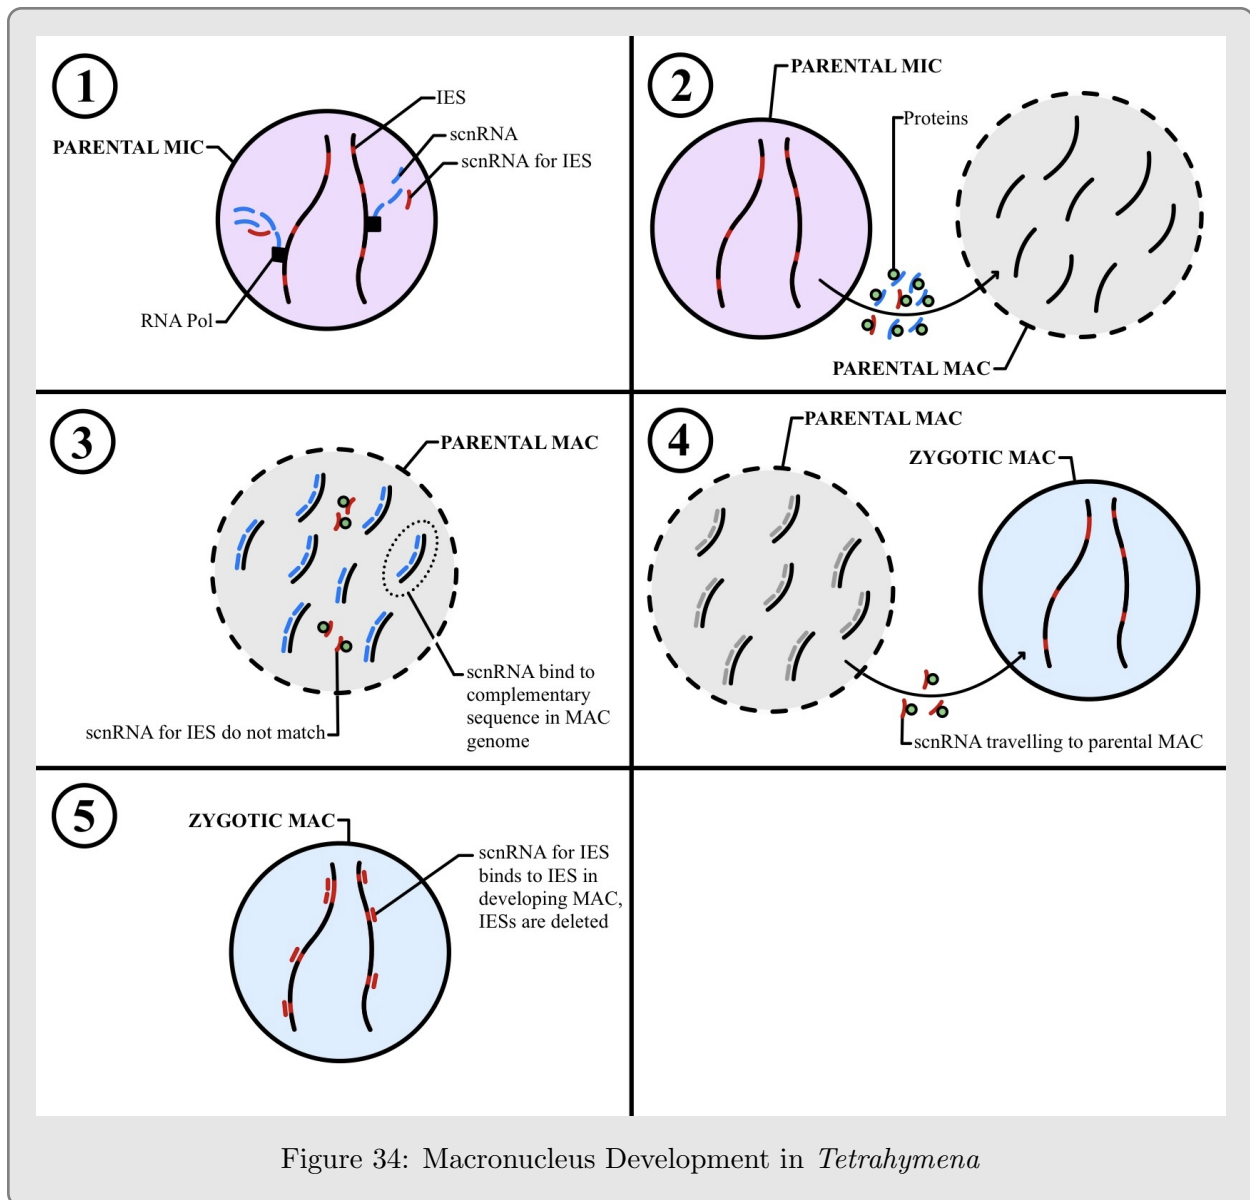 1
IES
scnRNA
scnRNA for IES
PARENTAL MIC
RNA Pol
2
PARENTAL MIC
Proteins
PARENTAL MAC
3
PARENTAL MAC
scnRNA bind to
complementary
sequence in MAC
genome
scnRNA for IES do not match
4
PARENTAL MAC
ZYGOTIC MAC
scnRNA travelling to parental MAC
5
ZYGOTIC MAC
scnRNA for IES
binds to IES in
developing MAC,
IESs are deleted
Figure 34: Macronucleus Development in Tetrahymena